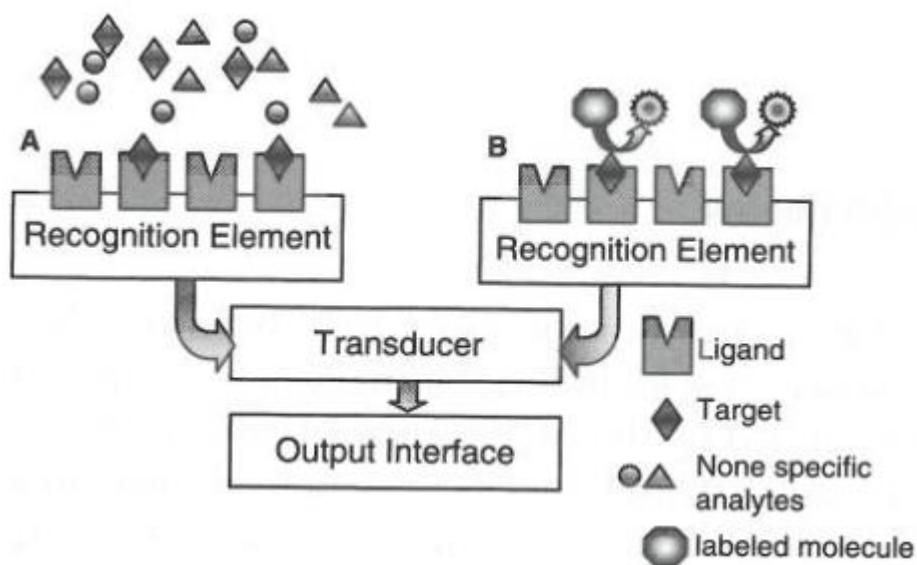 A
B
Recognition Element
Recognition Element
Transducer
Ligand
Target
Output Interface
None specific
analytes
labeled molecule